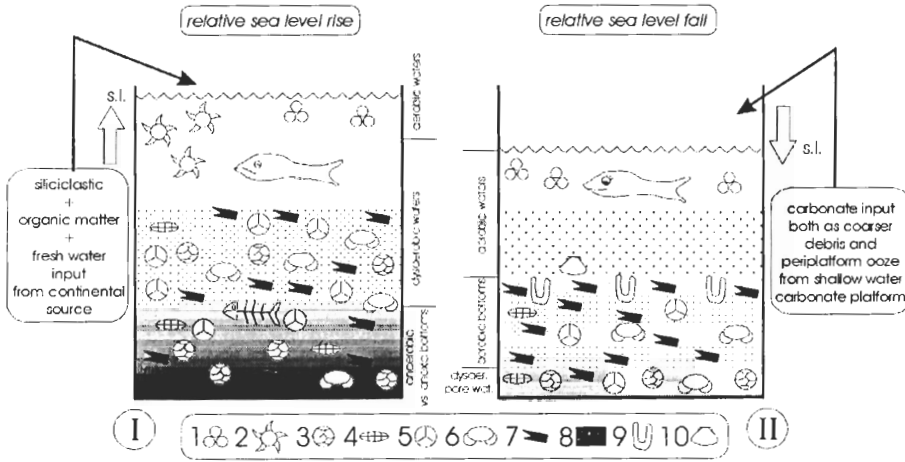 relative sea level rise
relative sea level fall
s.l.
s.l.
aerobic waters
dysaerobic waters
anaerobic
vs anoxic bottoms
aerobic waters
aerobic bottoms
dysaer.
pore wat.
siliciclastic
+
organic matter
+
fresh water
input
from continental
source
carbonate input
both as coarser
debris and
periplatform ooze
from shallow water
carbonate platform
I
1 2 3 4 5 6 7 8 9 10
II